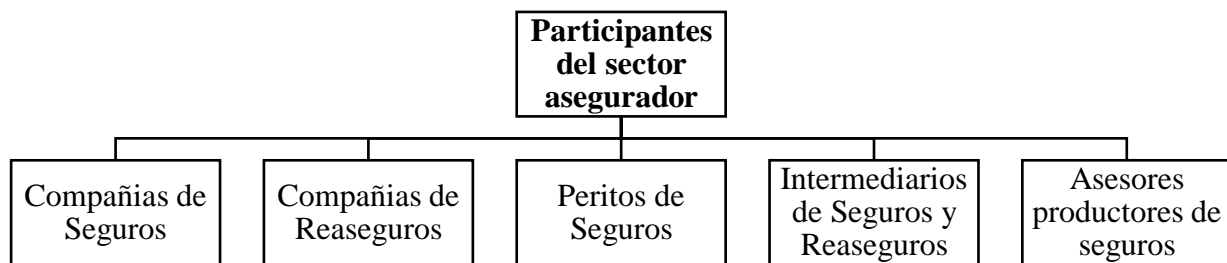 Participantes
del sector
asegurador
Compañias de
Seguros
Compañias de
Reaseguros
Peritos de
Seguros
Intermediarios
de Seguros y
Reaseguros
Asesores
productores de
seguros